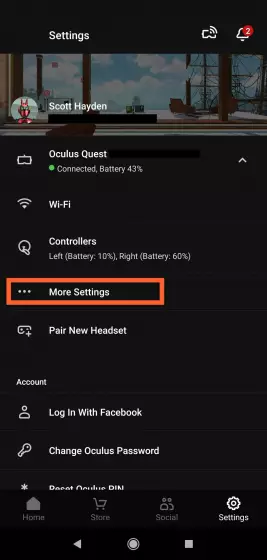 Settings
2
Scott Hayden
Oculus Quest
Connected, Battery 43%
Wi-Fi
Controllers
Left (Battery: 10%), Right (Battery: 60%)
More Settings
Pair New Headset
Account
Log In With Facebook
Change Oculus Password
Reset Oculus PIN
Home
Store
Social
Settings